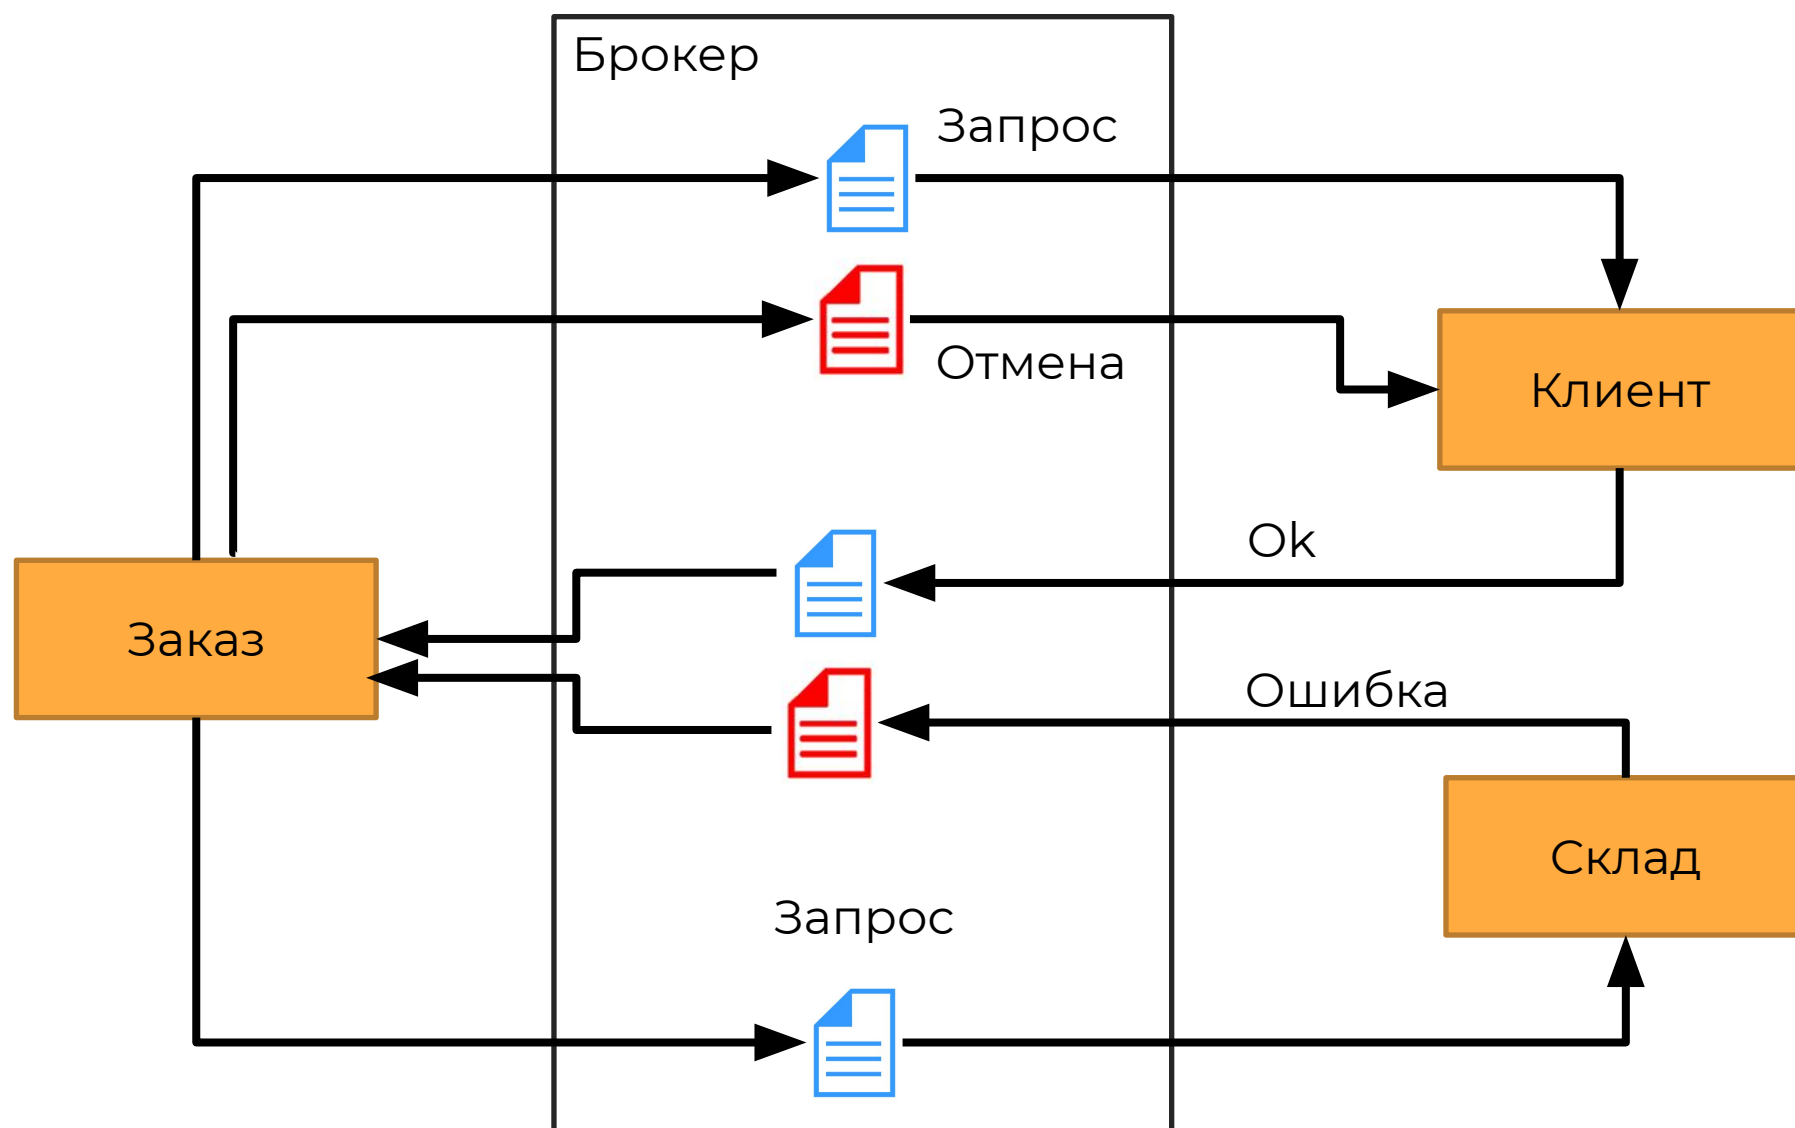 Брокер
Запрос
Отмена
Клиент
Ok
Заказ
Ошибка
Склад
Запрос